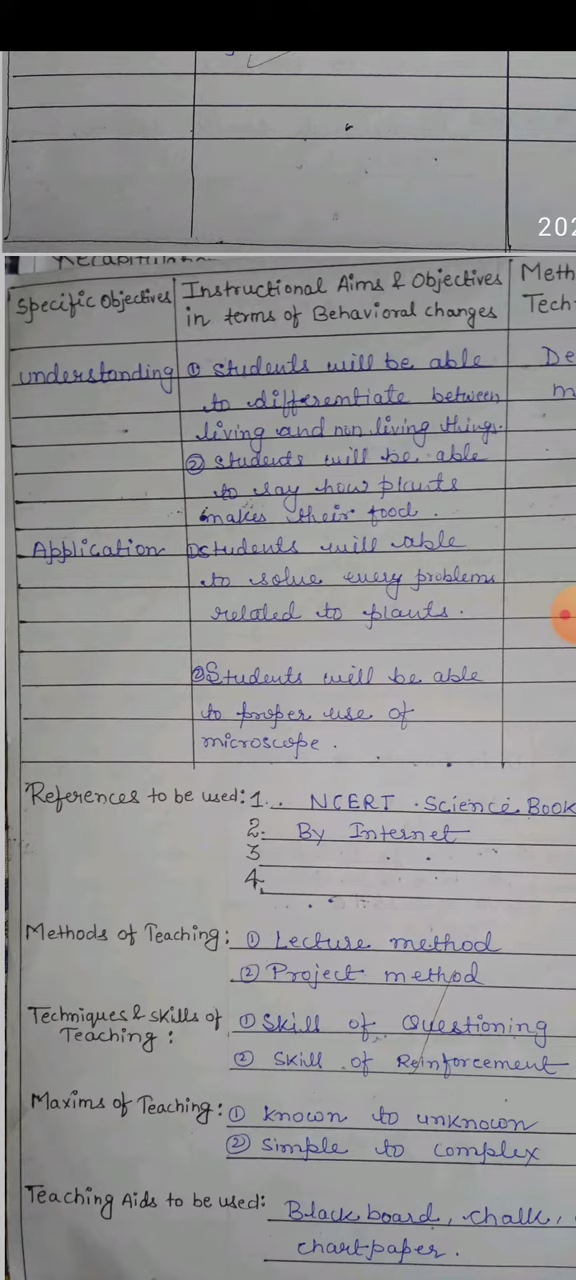 202
Specific Objectives
Instructional Aims & Objectives
in terms of Behavioral changes
Meth
Tech
understanding
① Students will be able
to differentiate between
living and non living things.
② Students will be able
to say how plants
makes their food.
Application
① Students will able
to solve every problems
related to plants.
② Students will be able
to proper use of
microscope.
De
m
References to be used: 1. NCERT Science Book
2. By Internet
3
4.
Methods of Teaching: ① Lecture method
② Project method
Techniques & skills of
Teaching:
① Skill of Questioning
② Skill of Reinforcement
Maxims of Teaching: ① known to unknown
② Simple to complex
Teaching Aids to be used: Black board, chalk,
chartpaper.